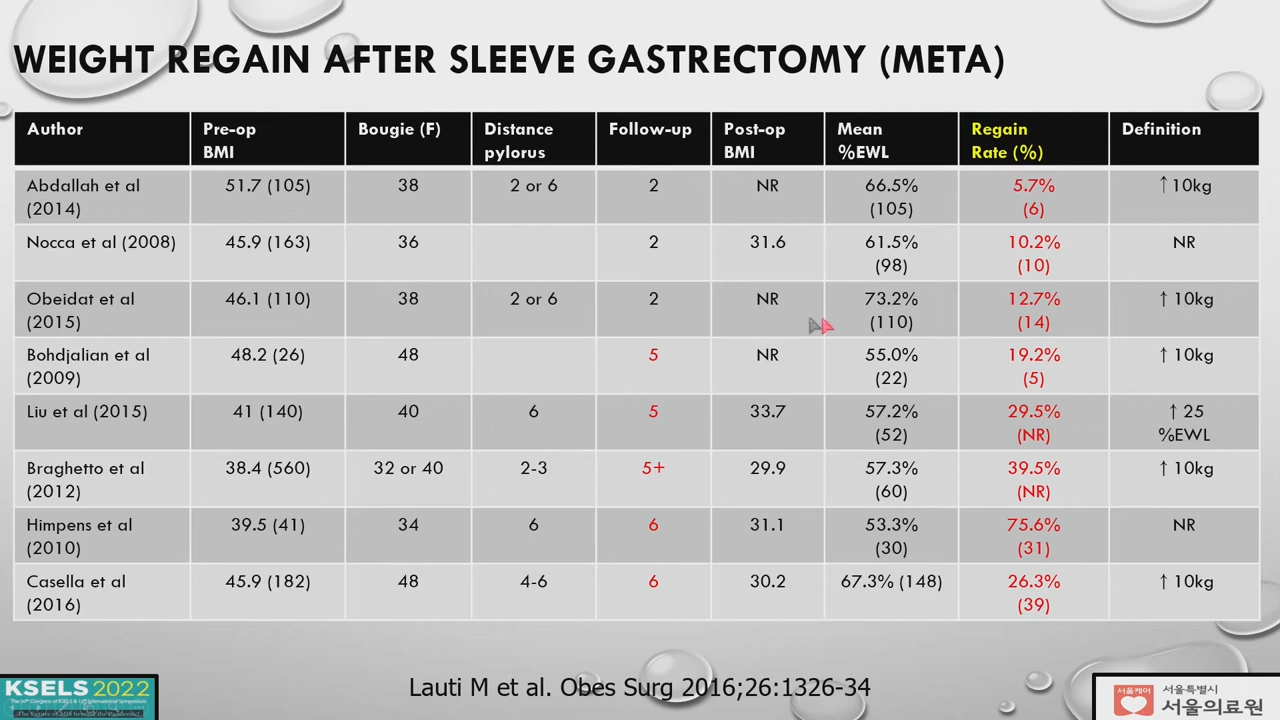 WEIGHT REGAIN AFTER SLEEVE GASTRECTOMY (META)
Author Pre-op BMI Bougie (F) Distance pylorus Follow-up Post-op BMI Mean %EWL Regain Rate (%) Definition
Abdallah et al (2014) 51.7 (105) 38 2 or 6 2 NR 66.5% (105) 5.7% (6) ↑ 10kg
Nocca et al (2008) 45.9 (163) 36 2 31.6 61.5% (98) 10.2% (10) NR
Obeidat et al (2015) 46.1 (110) 38 2 or 6 2 NR 73.2% (110) 12.7% (14) ↑ 10kg
Bohdjalian et al (2009) 48.2 (26) 48 5 NR 55.0% (22) 19.2% (5) ↑ 10kg
Liu et al (2015) 41 (140) 40 6 5 33.7 57.2% (52) 29.5% (NR) ↑ 25 %EWL
Braghetto et al (2012) 38.4 (560) 32 or 40 2-3 5+ 29.9 57.3% (60) 39.5% (NR) ↑ 10kg
Himpens et al (2010) 39.5 (41) 34 6 6 31.1 53.3% (30) 75.6% (31) NR
Casella et al (2016) 45.9 (182) 48 4-6 6 30.2 67.3% (148) 26.3% (39) ↑ 10kg
Lauti M et al. Obes Surg 2016;26:1326-34
KSELS 2022
서울케어
서울특별시
서울의료원